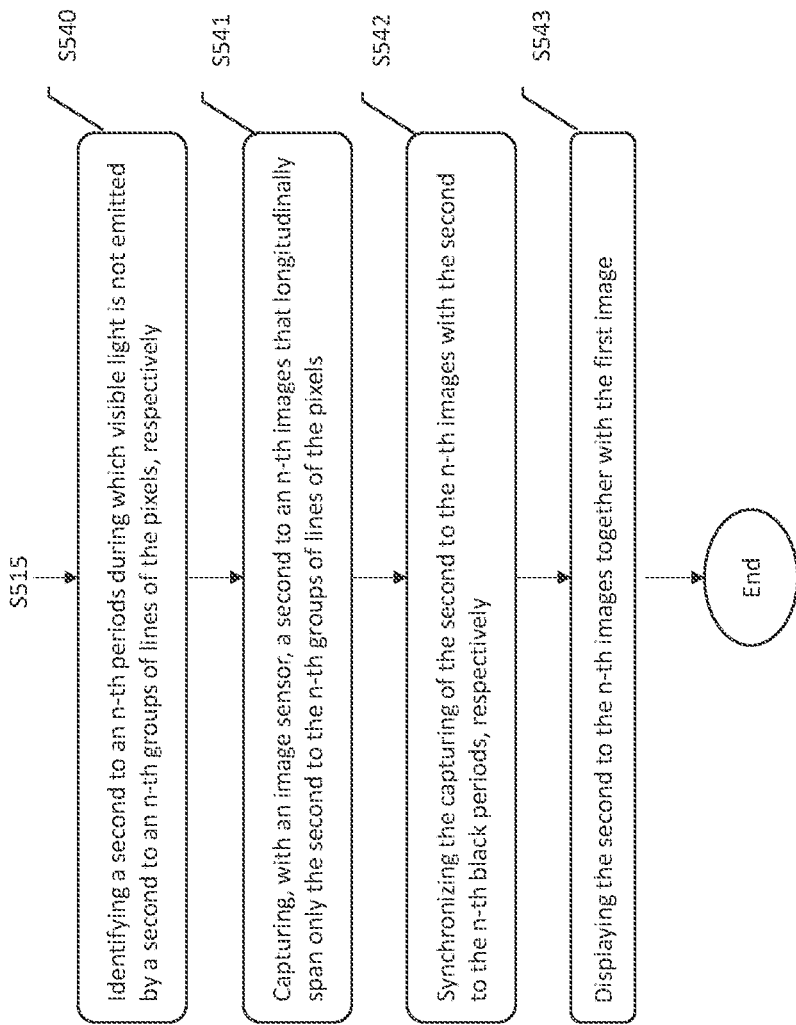 S515
S540
Identifying a second to an n-th periods during which visible light is not emitted
by a second to an n-th groups of lines of the pixels, respectively
S541
Capturing, with an image sensor, a second to an n-th images that longitudinally
span only the second to the n-th groups of lines of the pixels
S542
Synchronizing the capturing of the second to the n-th images with the second
to the n-th black periods, respectively
S543
Displaying the second to the n-th images together with the first image
End